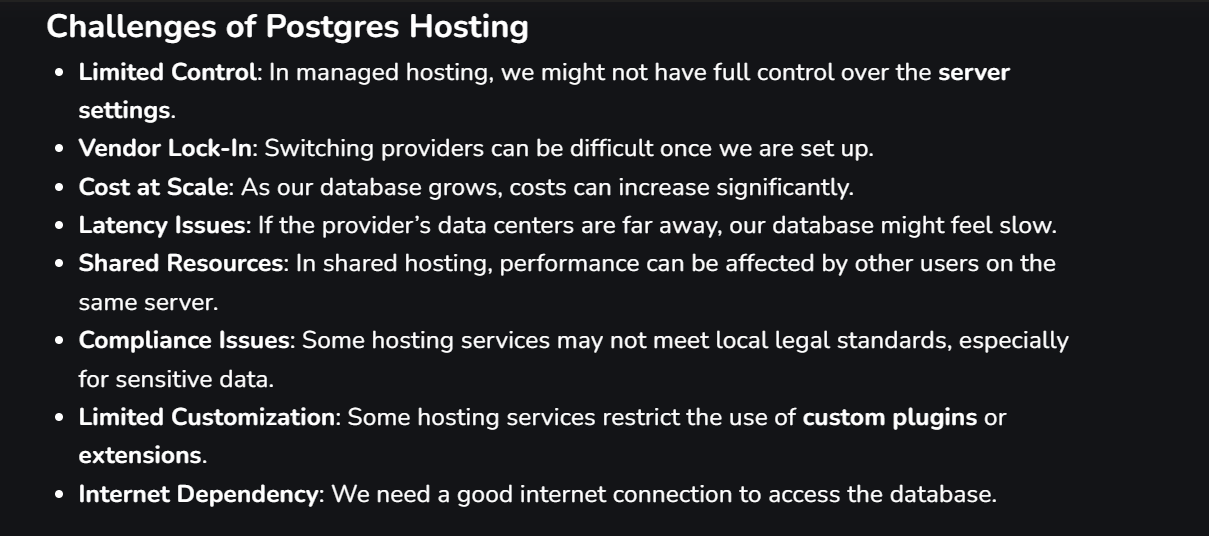 Challenges of Postgres Hosting
• Limited Control: In managed hosting, we might not have full control over the server
settings.
• Vendor Lock-In: Switching providers can be difficult once we are set up.
• Cost at Scale: As our database grows, costs can increase significantly.
• Latency Issues: If the provider’s data centers are far away, our database might feel slow.
• Shared Resources: In shared hosting, performance can be affected by other users on the
same server.
• Compliance Issues: Some hosting services may not meet local legal standards, especially
for sensitive data.
• Limited Customization: Some hosting services restrict the use of custom plugins or
extensions.
• Internet Dependency: We need a good internet connection to access the database.